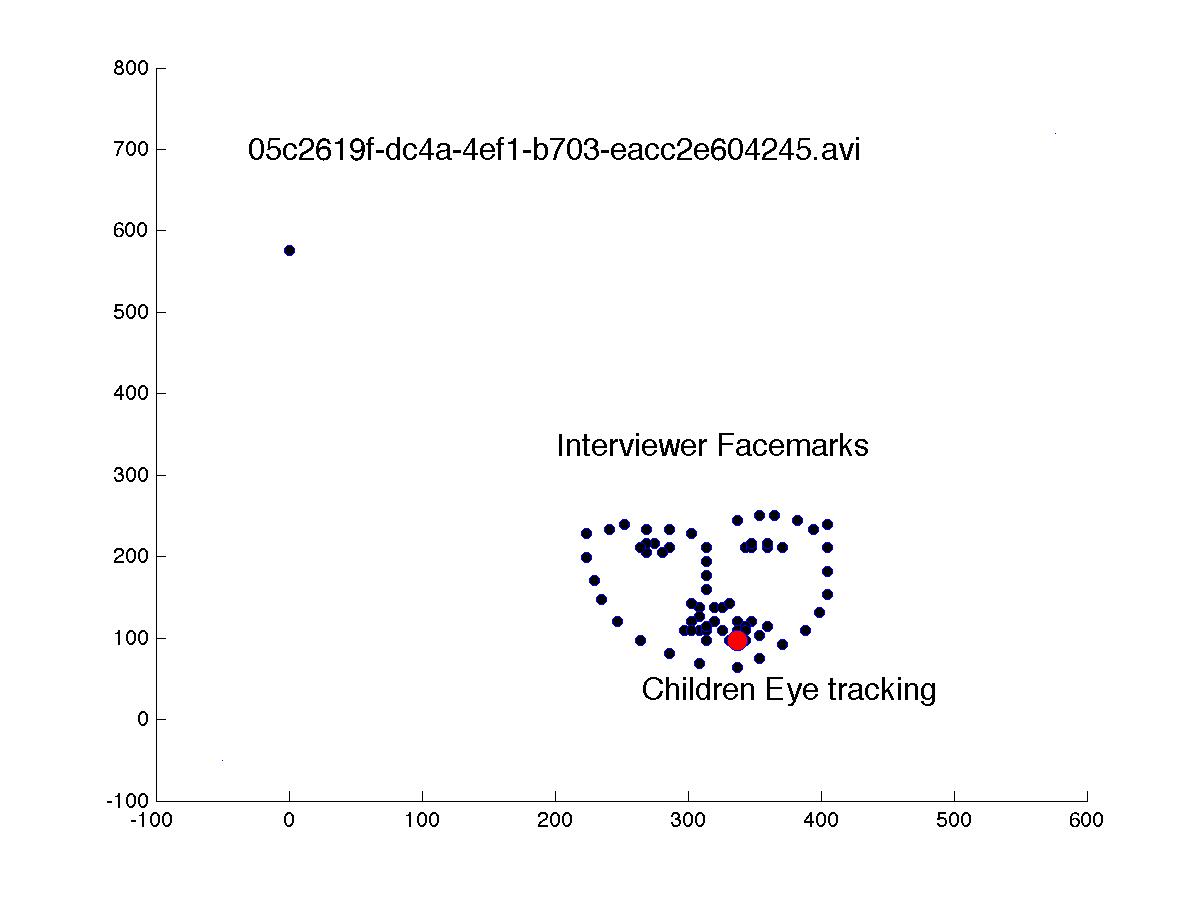 800
700
05c2619f-dc4a-4ef1-b703-eacc2e604245.avi
600
500
400
Interviewer Facemarks
300
200
100
Children Eye tracking
0
-100
-100 0 100 200 300 400 500 600